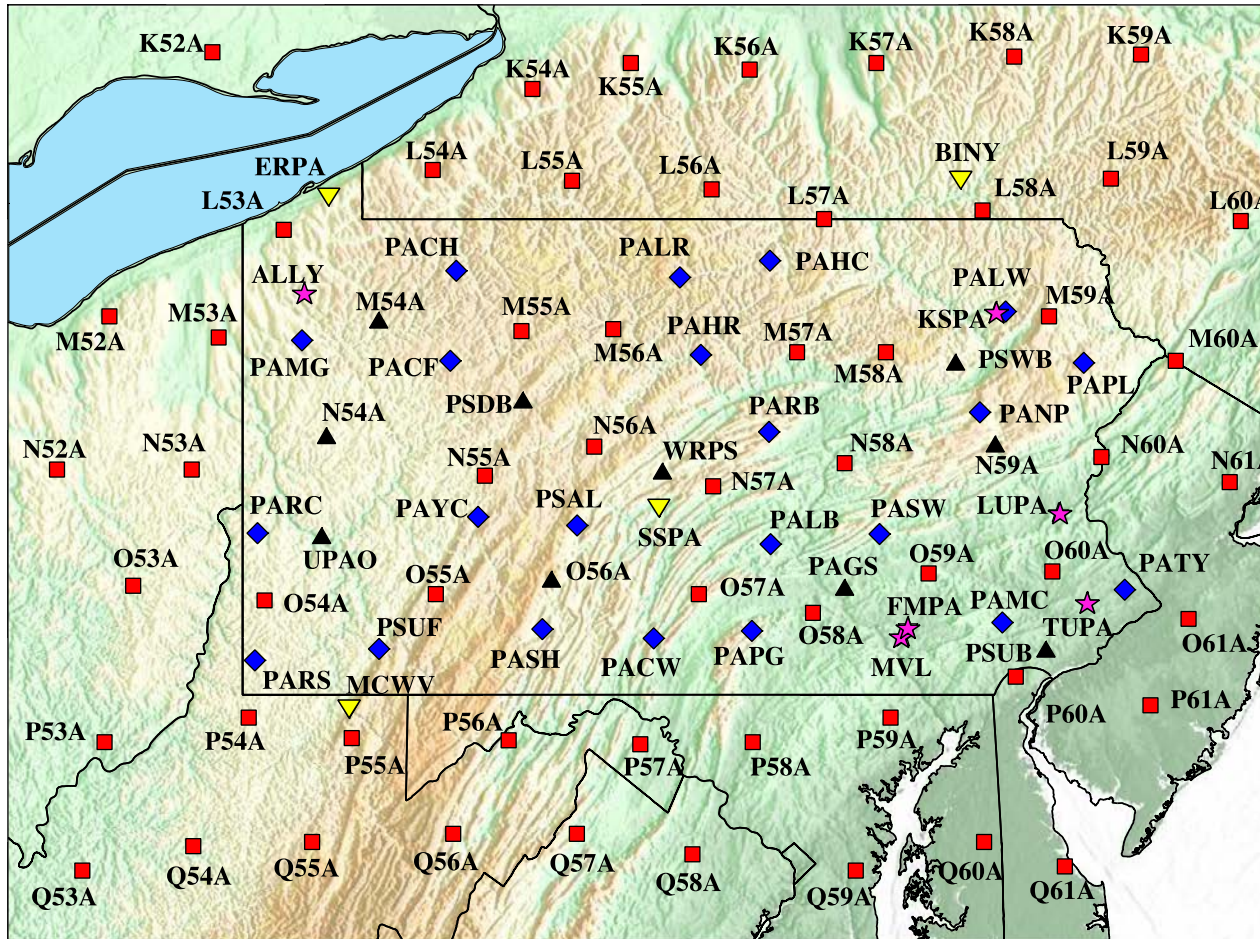 K52A
K54A
K55A
K56A
K57A
K58A
K59A
ERPA
L53A
L54A
L55A
L56A
L57A
BINY
L58A
L59A
L60A
ALLY
PACH
PALR
PAHC
PALW
KSPA
M59A
M52A
M53A
M54A
M55A
M56A
PAHR
M57A
M58A
PSWB
PAPL
M60A
PAMG
PACF
PSDB
PARB
PANP
N52A
N53A
N54A
N55A
N56A
WRPS
N57A
N58A
N59A
N60A
N61A
PARC
UPAO
PAYC
PSAL
SSPA
PALB
PASW
LUPA
O53A
O54A
O55A
O56A
O57A
PAGS
O58A
O59A
O60A
PATY
PARS
PSUF
PASH
PACW
PAPG
FMPA
MVL
PAMC
TUPA
PSUB
O61A
MCWV
P53A
P54A
P55A
P56A
P57A
P58A
P59A
P60A
P61A
Q53A
Q54A
Q55A
Q56A
Q57A
Q58A
Q59A
Q60A
Q61A